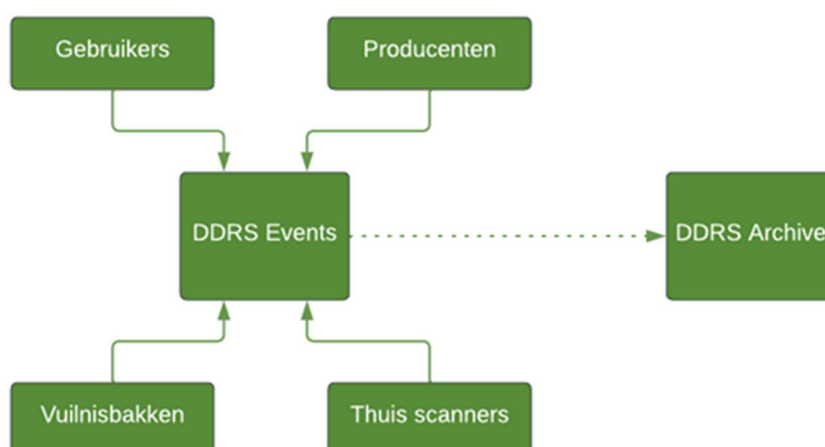 Gebruikers
Producenten
DDRS Events
DDRS Archive
Vuilnisbakken
Thuis scanners